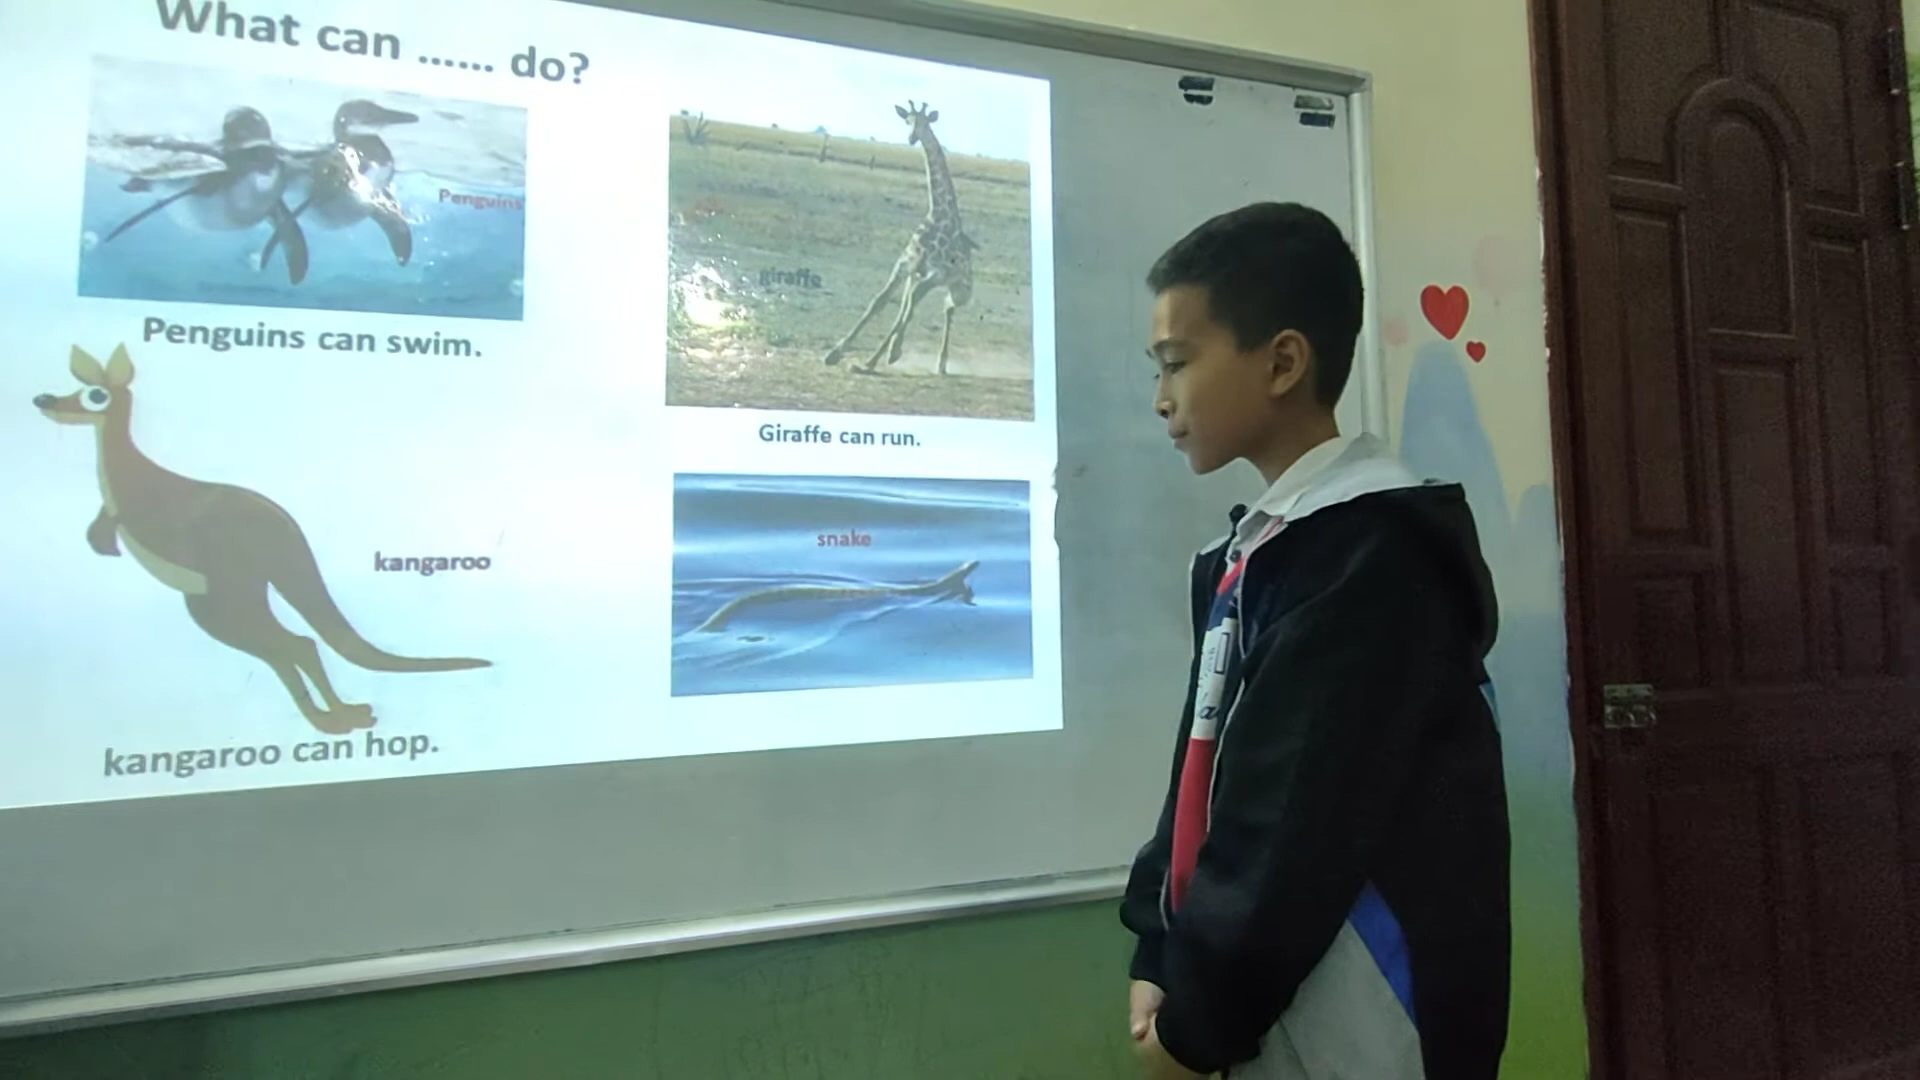 What can ...... do?
Penguins
Penguins can swim.
giraffe
Giraffe can run.
kangaroo
kangaroo can hop.
snake